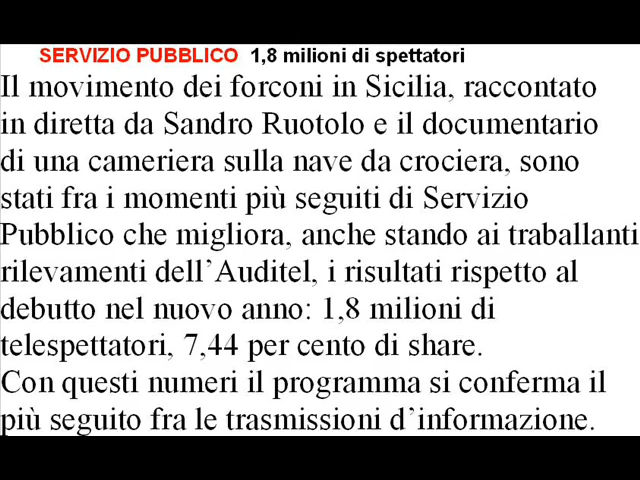 SERVIZIO PUBBLICO 1,8 milioni di spettatori
Il movimento dei forconi in Sicilia, raccontato
in diretta da Sandro Ruotolo e il documentario
di una cameriera sulla nave da crociera, sono
stati fra i momenti più seguiti di Servizio
Pubblico che migliora, anche stando ai traballanti
rilevamenti dell’Auditel, i risultati rispetto al
debutto nel nuovo anno: 1,8 milioni di
telespettatori, 7,44 per cento di share.
Con questi numeri il programma si conferma il
più seguito fra le trasmissioni d’informazione.